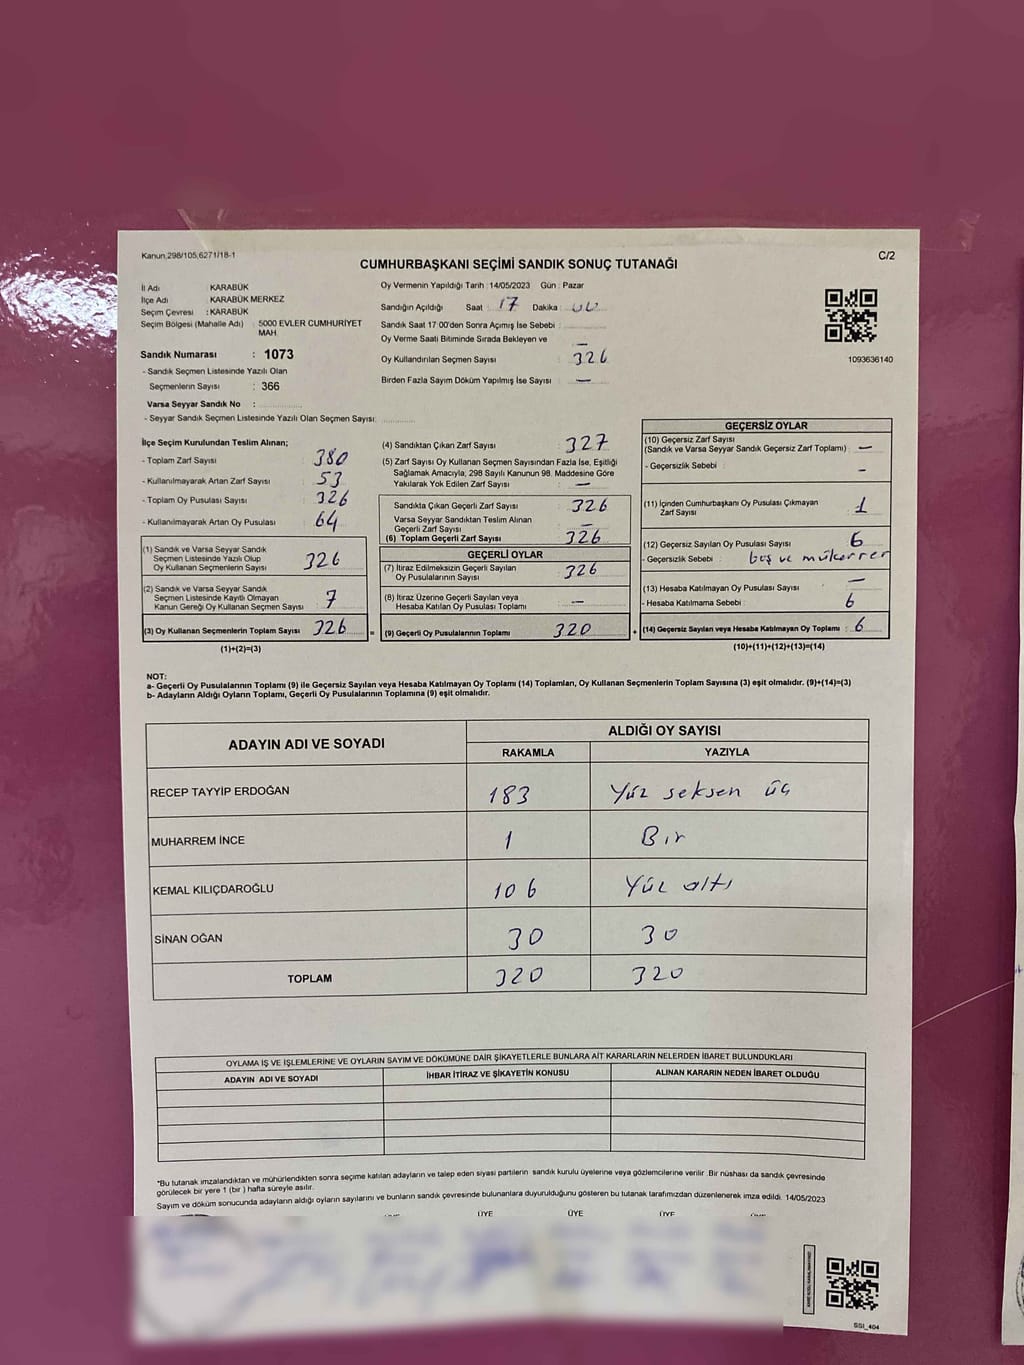 Kanun,298/105,6271/18-1
C/2
CUMHURBAŞKANI SEÇİMİ SANDIK SONUÇ TUTANAĞI
İl Adı : KARABÜK
İlçe Adı : KARABÜK MERKEZ
Seçim Çevresi : KARABÜK
Seçim Bölgesi (Mahalle Adı) : 5000 EVLER CUMHURİYET
MAH.
Sandık Numarası : 1073
- Sandık Seçmen Listesinde Yazılı Olan
Seçmenlerin Sayısı : 366
Varsa Seyyar Sandık No :
- Seyyar Sandık Seçmen Listesinde Yazılı Olan Seçmen Sayısı:
Oy Vermenin Yapıldığı Tarih : 14/05/2023 Gün : Pazar
Sandığın Açıldığı Saat : 17 Dakika : 00
Sandık Saat 17:00'den Sonra Açımış İse Sebebi :
Oy Verme Saati Bitiminde Sırada Bekleyen ve —
Oy Kullandırılan Seçmen Sayısı 326
Birden Fazla Sayım Döküm Yapılmış İse Sayısı —
1093636140
İlçe Seçim Kurulundan Teslim Alınan;
- Toplam Zarf Sayısı : 380
- Kullanılmayarak Artan Zarf Sayısı : 53
- Toplam Oy Pusulası Sayısı : 326
- Kullanılmayarak Artan Oy Pusulası : 64
(1) Sandık ve Varsa Seyyar Sandık
Seçmen Listesinde Yazılı Olup
Oy Kullanan Seçmenlerin Sayısı : 326
(2) Sandık ve Varsa Seyyar Sandık
Seçmen Listesinde Kayıtlı Olmayan
Kanun Gereği Oy Kullanan Seçmen Sayısı : 7
(3) Oy Kullanan Seçmenlerin Toplam Sayısı : 326 =
(1)+(2)=(3)
(4) Sandıktan Çıkan Zarf Sayısı : 327
(5) Zarf Sayısı Oy Kullanan Seçmen Sayısından Fazla İse, Eşitliği
Sağlamak Amacıyla, 298 Sayılı Kanunun 98. Maddesine Göre
Yakılarak Yok Edilen Zarf Sayısı : —
Sandıkta Çıkan Geçerli Zarf Sayısı : 326
Varsa Seyyar Sandıktan Teslim Alınan
Geçerli Zarf Sayısı : —
(6) Toplam Geçerli Zarf Sayısı : 326
GEÇERLİ OYLAR
(7) İtiraz Edilmeksizin Geçerli Sayılan
Oy Pusulalarının Sayısı : 326
(8) İtiraz Üzerine Geçerli Sayılan veya
Hesaba Katılan Oy Pusulası Toplamı : —
(9) Geçerli Oy Pusulalarının Toplamı : 320 +
GEÇERSİZ OYLAR
(10) Geçersiz Zarf Sayısı
(Sandık ve Varsa Seyyar Sandık Geçersiz Zarf Toplamı) : —
- Geçersizlik Sebebi : —
(11) İçinden Cumhurbaşkanı Oy Pusulası Çıkmayan
Zarf Sayısı : 1
(12) Geçersiz Sayılan Oy Pusulası Sayısı : 6
- Geçersizlik Sebebi : boş ve mükerrer
(13) Hesaba Katılmayan Oy Pusulası Sayısı : —
- Hesaba Katılmama Sebebi : 6
(14) Geçersiz Sayılan veya Hesaba Katılmayan Oy Toplamı : 6
(10)+(11)+(12)+(13)=(14)
NOT:
a- Geçerli Oy Pusulalarının Toplamı (9) ile Geçersiz Sayılan veya Hesaba Katılmayan Oy Toplamı (14) Toplamları, Oy Kullanan Seçmenlerin Toplam Sayısına (3) eşit olmalıdır. (9)+(14)=(3)
b- Adayların Aldığı Oyların Toplamı, Geçerli Oy Pusulalarının Toplamına (9) eşit olmalıdır.
ADAYIN ADI VE SOYADI
ALDIĞI OY SAYISI
RAKAMLA YAZIYLA
RECEP TAYYİP ERDOĞAN 183 Yüz seksen üç
MUHARREM İNCE 1 Bir
KEMAL KILIÇDAROĞLU 106 Yüz altı
SİNAN OĞAN 30 30
TOPLAM 320 320
OYLAMA İŞ VE İŞLEMLERİNE VE OYLARIN SAYIM VE DÖKÜMÜNE DAİR ŞİKAYETLERLE BUNLARA AİT KARARLARIN NELERDEN İBARET BULUNDUKLARI
ADAYIN ADI VE SOYADI İHBAR İTİRAZ VE ŞİKAYETİN KONUSU ALINAN KARARIN NEDEN İBARET OLDUĞU
*Bu tutanak imzalandıktan ve mühürlendikten sonra seçime katılan adayların ve talep eden siyasi partilerin sandık kurulu üyelerine veya gözlemcilerine verilir .Bir nüshası da sandık çevresinde
görülecek bir yere 1 (bir ) hafta süreyle asılır.
Sayım ve döküm sonucunda adayların aldığı oyların sayılarını ve bunların sandık çevresinde bulunanlara duyurulduğunu gösteren bu tutanak tarafımızdan düzenlenerek imza edildi. 14/05/2023
ÜYE ÜYE ÜYE
SSI_404